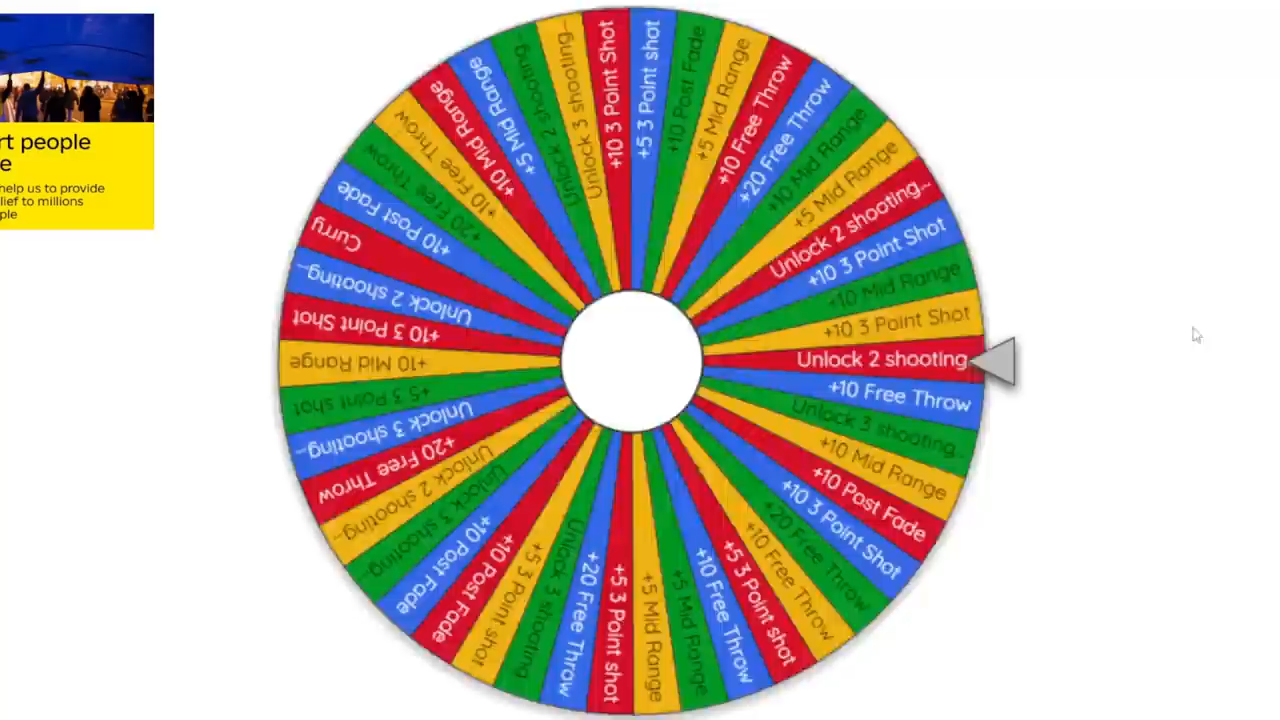 rt people
e
help us to provide
lief to millions
ple
+10 3 Point Shot
+5 3 Point shot
+10 Post Fade
+5 Mid Range
+10 Free Throw
+20 Free Throw
+10 Mid Range
+5 Mid Range
Unlock 2 shooting...
+10 3 Point Shot
+10 Mid Range
+10 3 Point Shot
Unlock 2 shooting
+10 Free Throw
Unlock 3 shooting...
+10 Mid Range
+10 Post Fade
+10 3 Point Shot
+20 Free Throw
+10 Free Throw
+5 3 Point shot
+10 Free Throw
+5 Mid Range
+5 Mid Range
+5 3 Point shot
+20 Free Throw
Unlock 3 shooting
+5 3 Point shot
+10 Post Fade
+10 Post Fade
Unlock 3 shooting...
Unlock 2 shooting...
+20 Free Throw
Unlock 3 shooting...
+5 3 Point shot
+10 Mid Range
+10 3 Point Shot
Unlock 2 shooting...
Curry
+10 Post Fade
+20 Free Throw
+10 Free Throw
+10 Mid Range
+5 Mid Range
Unlock 2 shooting...
Unlock 3 shooting...